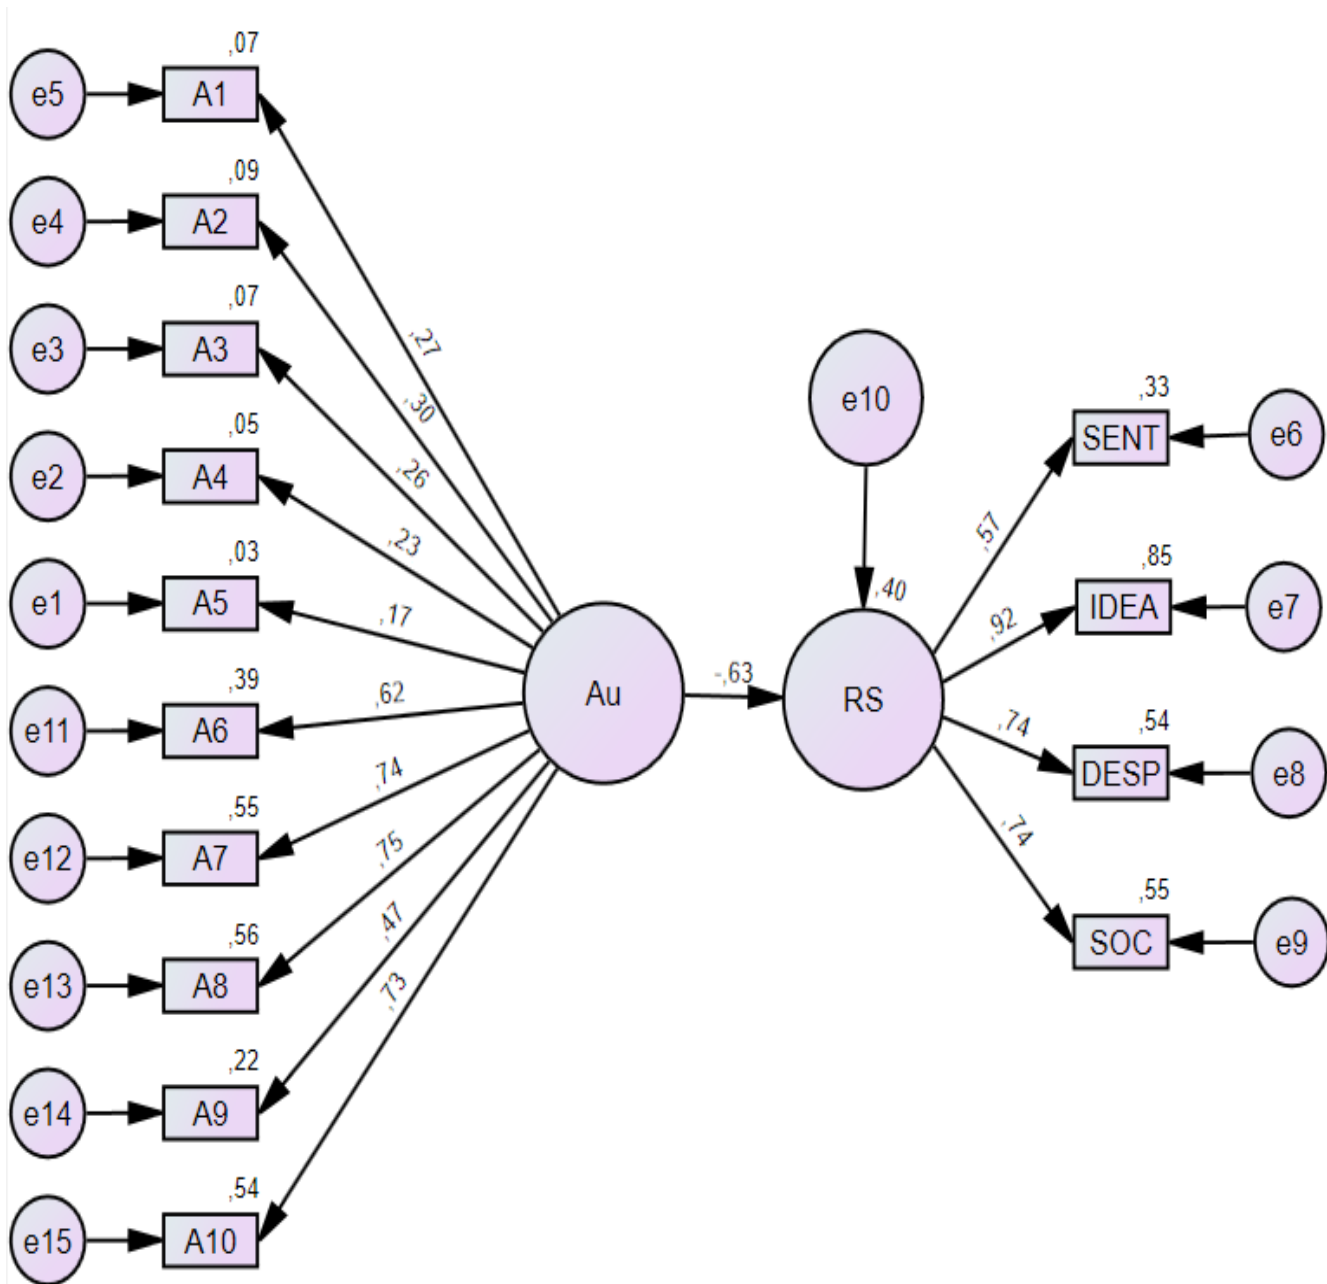 ,07
e5
A1
,09
e4
A2
,07
e3
A3
,05
e2
A4
,03
e1
A5
,39
e11
A6
,55
e12
A7
,56
e13
A8
,22
e14
A9
,54
e15
A10
,27
,30
,26
,23
,17
,62
,74
,75
,47
,73
Au
-,63
e10
,40
RS
,57
,92
,74
,74
,33
SENT
e6
,85
IDEA
e7
,54
DESP
e8
,55
SOC
e9